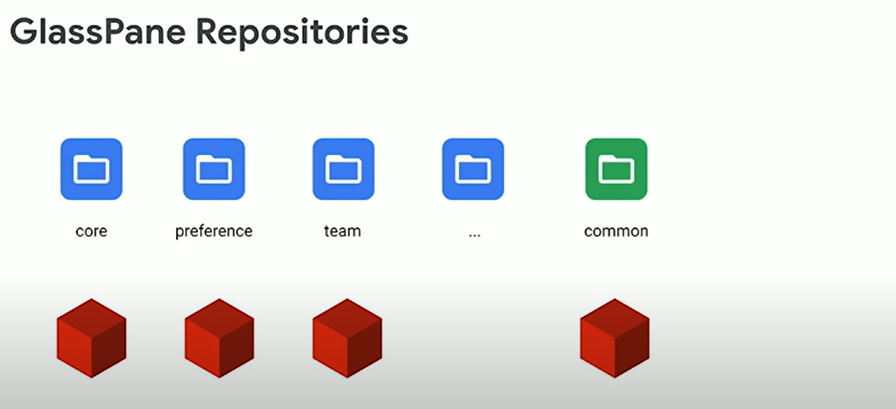 GlassPane Repositories
core
preference
team
...
common